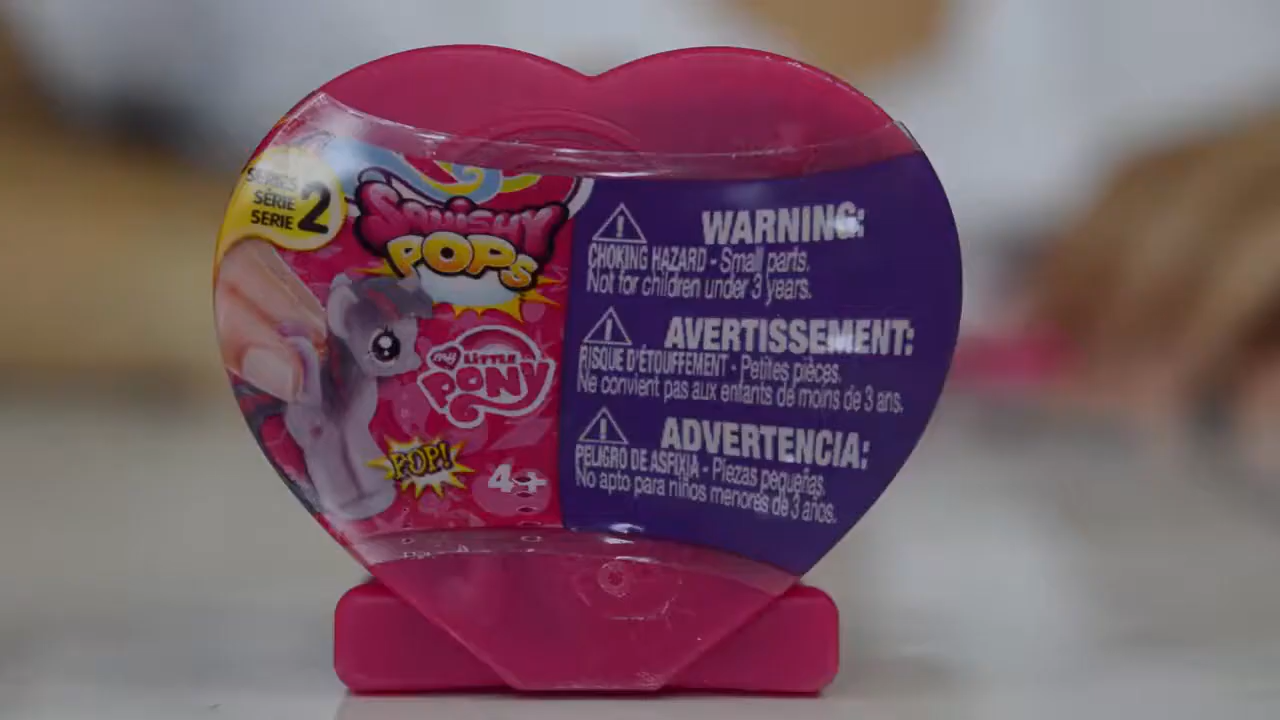 SERIES
SÉRIE
SERIE
2
SQUISHY
POPS
my LiTTLE
PONY
POP!
4+
WARNING:
CHOKING HAZARD - Small parts.
Not for children under 3 years.
AVERTISSEMENT:
RISQUE D'ÉTOUFFEMENT - Petites pièces.
Ne convient pas aux enfants de moins de 3 ans.
ADVERTENCIA:
PELIGRO DE ASFIXIA - Piezas pequeñas.
No apto para niños menores de 3 años.